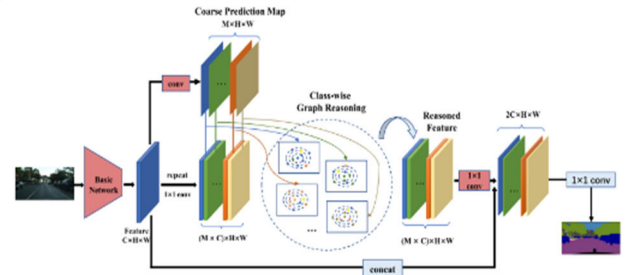 Coarse Prediction Map
M×H×W
conv
...
Class-wise
Graph Reasoning
Reasoned
Feature
2C×H×W
Basic
Network
repeat
1×1 conv
...
...
...
1×1
conv
...
1×1 conv
Feature
C×H×W
(M × C)×H×W
(M × C)×H×W
concat